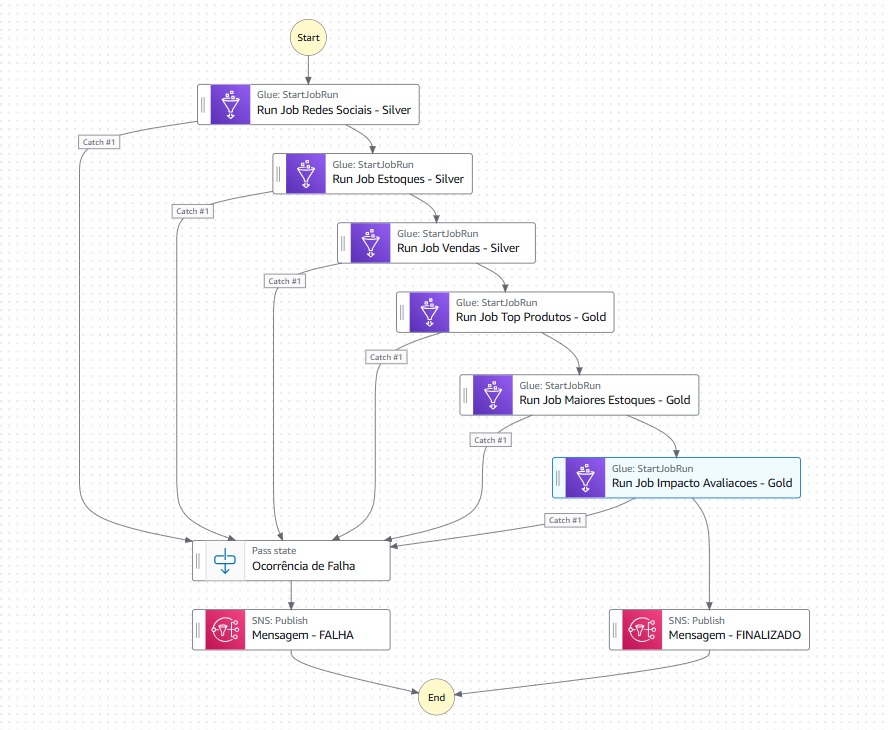 Start
Glue: StartJobRun
Run Job Redes Sociais - Silver
Catch #1
Glue: StartJobRun
Run Job Estoques - Silver
Catch #1
Glue: StartJobRun
Run Job Vendas - Silver
Catch #1
Glue: StartJobRun
Run Job Top Produtos - Gold
Catch #1
Glue: StartJobRun
Run Job Maiores Estoques - Gold
Catch #1
Glue: StartJobRun
Run Job Impacto Avaliacoes - Gold
Catch #1
Pass state
Ocorrência de Falha
SNS: Publish
Mensagem - FALHA
SNS: Publish
Mensagem - FINALIZADO
End